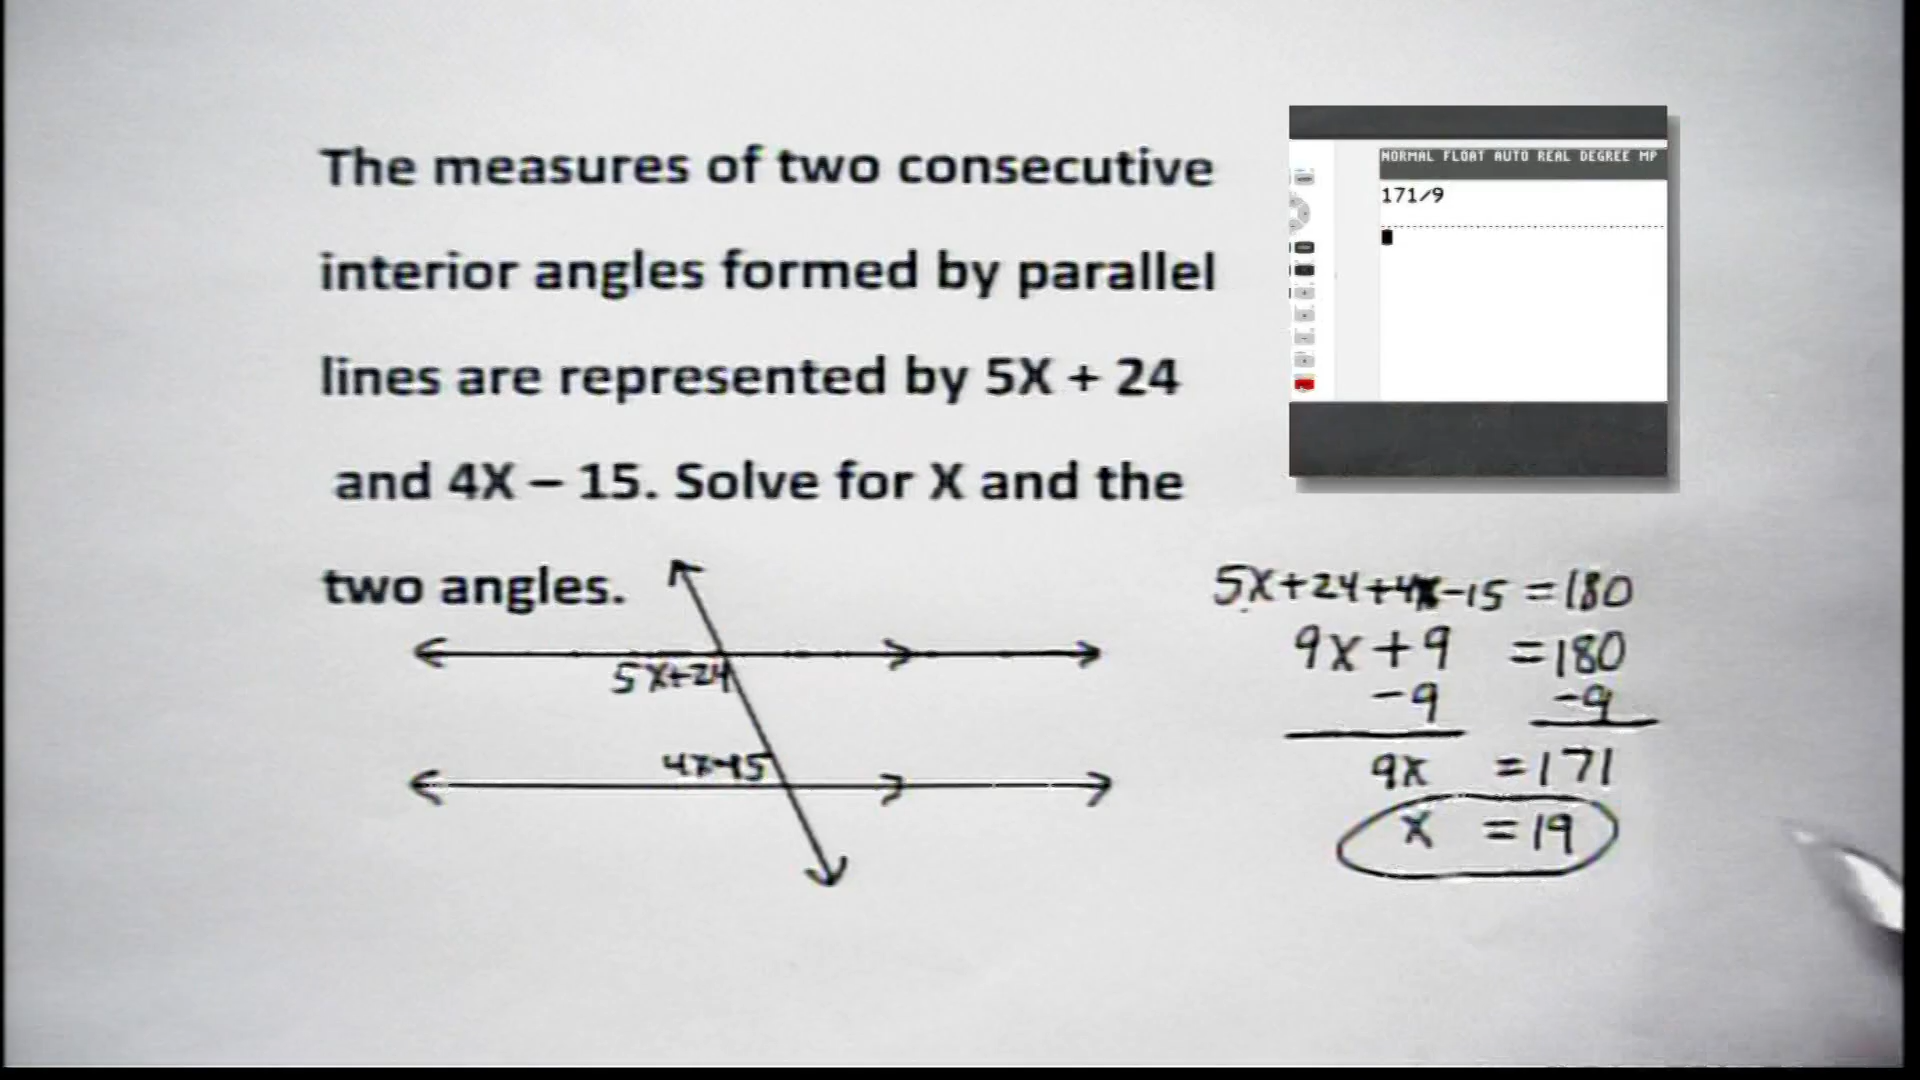 The measures of two consecutive
interior angles formed by parallel
lines are represented by 5X + 24
and 4X – 15. Solve for X and the
two angles.
NORMAL FLOAT AUTO REAL DEGREE MP
171/9
5x+24
4x-15
5x+24+4x-15 =180
9x+9 =180
-9 -9
9x =171
x =19